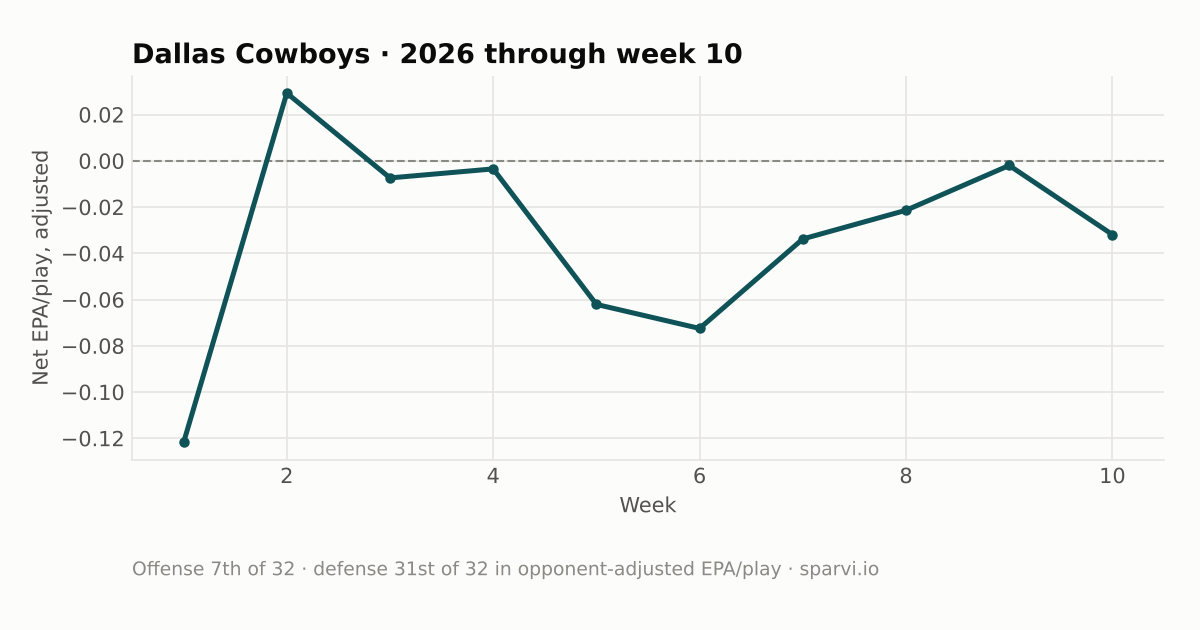 Dallas Cowboys · 2026 through week 10
Net EPA/play, adjusted
0.02
0.00
−0.02
−0.04
−0.06
−0.08
−0.10
−0.12
2 4 6 8 10
Week
Offense 7th of 32 · defense 31st of 32 in opponent-adjusted EPA/play · sparvi.io